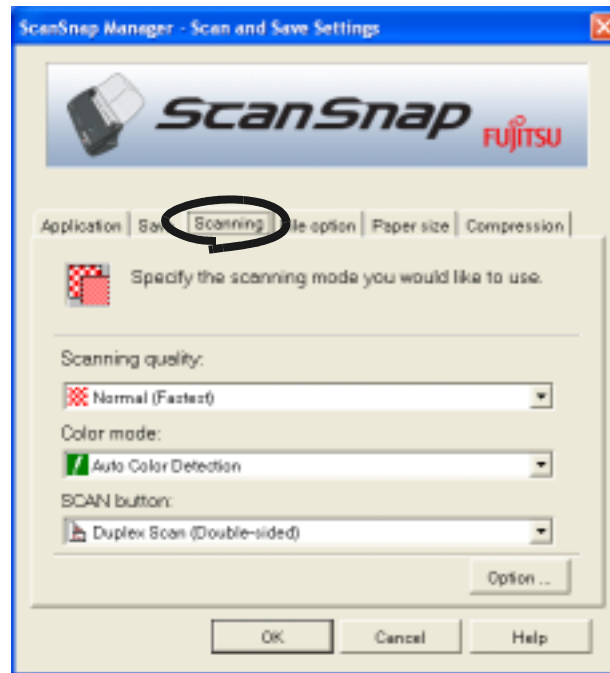 ScanSnap Manager - Scan and Save Settings
ScanSnap
FUJITSU
Application Scanning option Paper size Compression
Specify the scanning mode you would like to use.
Scanning quality:
Normal (Fastest)
Color mode:
Auto Color Detection
SCAN button:
Duplex Scan (Double-sided)
Option ...
OK Cancel Help